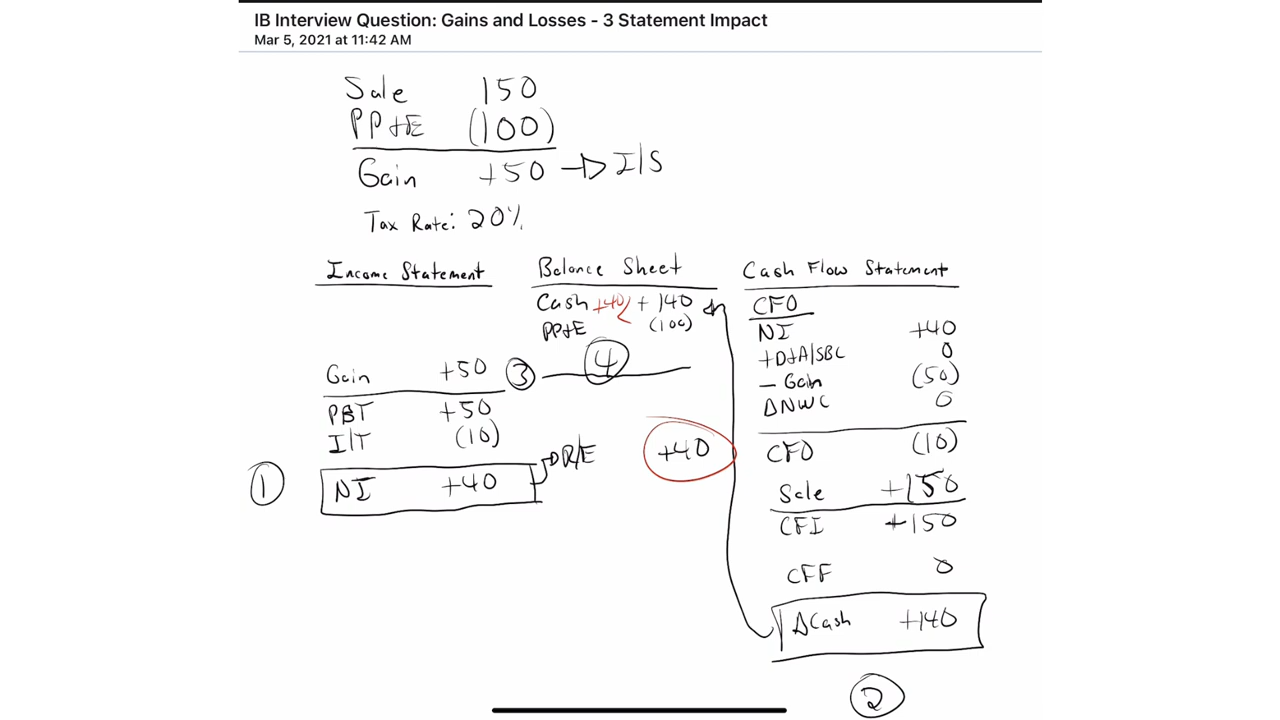 IB Interview Question: Gains and Losses - 3 Statement Impact
Mar 5, 2021 at 11:42 AM
Sale 150
PP+E (100)
Gain +50 → I/S
Tax Rate: 20%
Income Statement
Gain +50
PBT +50
I/T (10)
NI +40 → R/E
1
3
Balance Sheet
Cash +40 +140
PP+E (100)
4
+40
Cash Flow Statement
CFO
NI +40
+D+A/SBC 0
- Gain (50)
ΔNWC 0
CFO (10)
Sale +150
CFI +150
CFF 0
ΔCash +140
2